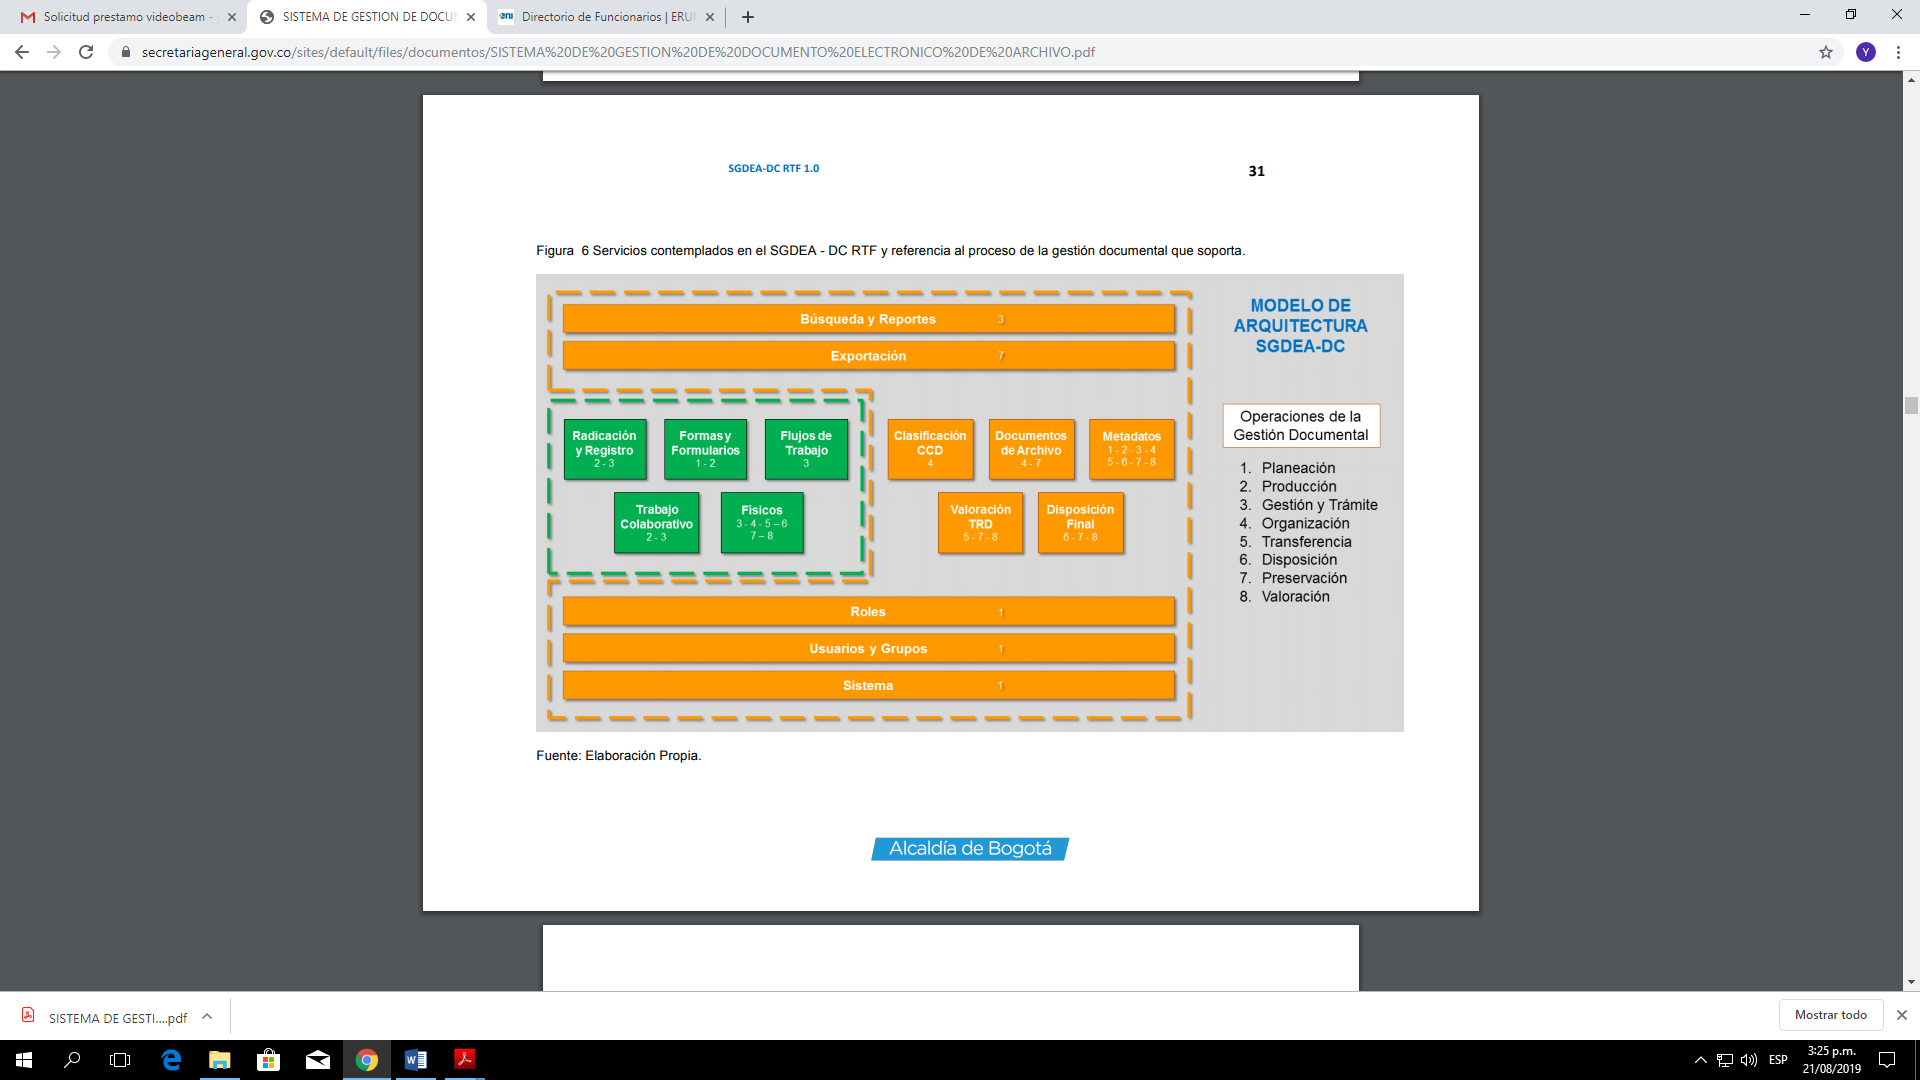 Solicitud prestamo videobeam -
SISTEMA DE GESTION DE DOCU
Directorio de Funcionarios | ERU
secretariageneral.gov.co/sites/default/files/documentos/SISTEMA%20DE%20GESTION%20DE%20DOCUMENTO%20ELECTRONICO%20DE%20ARCHIVO.pdf
Y
SGDEA-DC RTF 1.0
31
Figura 6 Servicios contemplados en el SGDEA - DC RTF y referencia al proceso de la gestión documental que soporta.
Búsqueda y Reportes 3
Exportación 7
Radicación
y Registro
2 - 3
Formas y
Formularios
1 - 2
Flujos de
Trabajo
3
Clasificación
CCD
4
Documentos
de Archivo
4 - 7
Metadatos
1 - 2 - 3 - 4
5 - 6 - 7 - 8
Trabajo
Colaborativo
2 - 3
Fisicos
3 - 4 - 5 – 6
7 – 8
Valoración
TRD
5 - 7 - 8
Disposición
Final
6 - 7 - 8
Roles 1
Usuarios y Grupos 1
Sistema 1
MODELO DE
ARQUITECTURA
SGDEA-DC
Operaciones de la
Gestión Documental
1. Planeación
2. Producción
3. Gestión y Trámite
4. Organización
5. Transferencia
6. Disposición
7. Preservación
8. Valoración
Fuente: Elaboración Propia.
Alcaldía de Bogotá
SISTEMA DE GESTI....pdf
Mostrar todo
ESP
3:25 p.m.
21/08/2019